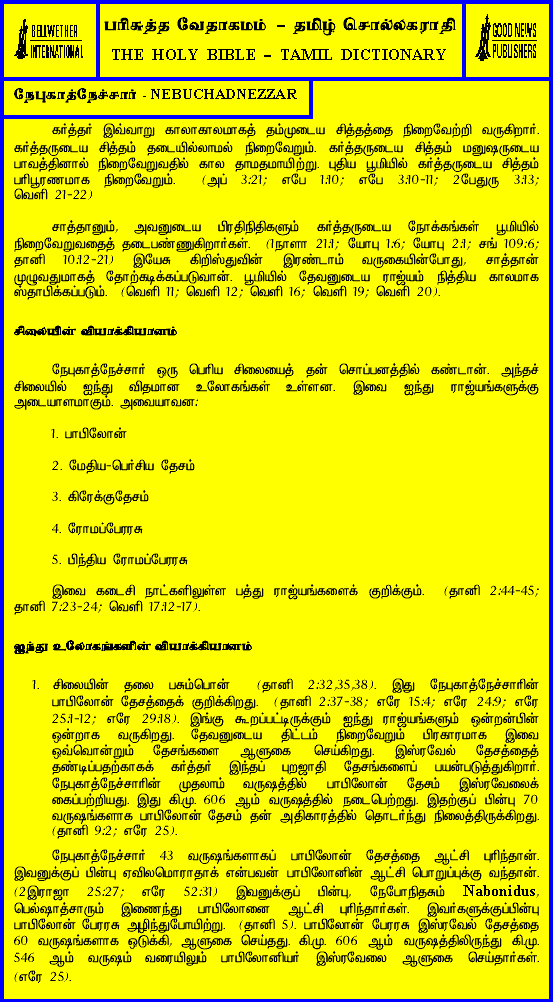 BELLWETHER
INTERNATIONAL
பரிசுத்த வேதாகமம் – தமிழ் சொல்லகராதி
THE HOLY BIBLE – TAMIL DICTIONARY
GOOD NEWS
PUBLISHERS
நேபுகாத்நேச்சார் - NEBUCHADNEZZAR
கர்த்தர் இவ்வாறு காலாகாலமாகத் தம்முடைய சித்தத்தை நிறைவேற்றி வருகிறார்.
கர்த்தருடைய சித்தம் தடையில்லாமல் நிறைவேறும். கர்த்தருடைய சித்தம் மனுஷருடைய
பாவத்தினால் நிறைவேறுவதில் கால தாமதமாயிற்று. புதிய பூமியில் கர்த்தருடைய சித்தம்
பரிபூரணமாக நிறைவேறும். (அப் 3:21; எபே 1:10; எபே 3:10-11; 2பேதுரு 3:13;
வெளி 21-22)
சாத்தானும், அவனுடைய பிரதிநிதிகளும் கர்த்தருடைய நோக்கங்கள் பூமியில்
நிறைவேறுவதைத் தடைபண்ணுகிறார்கள். (1நாளா 21:1; யோபு 1:6; யோபு 2:1; சங் 109:6;
தானி 10:12-21) இயேசு கிறிஸ்துவின் இரண்டாம் வருகையின்போது, சாத்தான்
முழுவதுமாகத் தோற்கடிக்கப்படுவான். பூமியில் தேவனுடைய ராஜ்யம் நித்திய காலமாக
ஸ்தாபிக்கப்படும். (வெளி 11; வெளி 12; வெளி 16; வெளி 19; வெளி 20).
சிலையின் வியாக்கியானம்
நேபுகாத்நேச்சார் ஒரு பெரிய சிலையைத் தன் சொப்பனத்தில் கண்டான். அந்தச்
சிலையில் ஐந்து விதமான உலோகங்கள் உள்ளன. இவை ஐந்து ராஜ்யங்களுக்கு
அடையாளமாகும். அவையாவன:
1. பாபிலோன்
2. மேதிய-பெர்சிய தேசம்
3. கிரேக்குதேசம்
4. ரோமப்பேரரசு
5. பிந்திய ரோமப்பேரரசு
இவை கடைசி நாட்களிலுள்ள பத்து ராஜ்யங்களைக் குறிக்கும். (தானி 2:44-45;
தானி 7:23-24; வெளி 17:12-17).
ஐந்து உலோகங்களின் வியாக்கியானம்
1. சிலையின் தலை பசும்பொன் (தானி 2:32,35,38). இது நேபுகாத்நேச்சாரின்
பாபிலோன் தேசத்தைக் குறிக்கிறது. (தானி 2:37-38; எரே 15:4; எரே 24:9; எரே
25:1-12; எரே 29:18). இங்கு கூறப்பட்டிருக்கும் ஐந்து ராஜ்யங்களும் ஒன்றன்பின்
ஒன்றாக வருகிறது. தேவனுடைய திட்டம் நிறைவேறும் பிரகாரமாக இவை
ஒவ்வொன்றும் தேசங்களை ஆளுகை செய்கிறது. இஸ்ரவேல் தேசத்தைத்
தண்டிப்பதற்காகக் கர்த்தர் இந்தப் புறஜாதி தேசங்களைப் பயன்படுத்துகிறார்.
நேபுகாத்நேச்சாரின் முதலாம் வருஷத்தில் பாபிலோன் தேசம் இஸ்ரவேலைக்
கைப்பற்றியது. இது கி.மு. 606 ஆம் வருஷத்தில் நடைபெற்றது. இதற்குப் பின்பு 70
வருஷங்களாக பாபிலோன் தேசம் தன் அதிகாரத்தில் தொடர்ந்து நிலைத்திருக்கிறது.
(தானி 9:2; எரே 25).
நேபுகாத்நேச்சார் 43 வருஷங்களாகப் பாபிலோன் தேசத்தை ஆட்சி புரிந்தான்.
இவனுக்குப் பின்பு ஏவிலமொராதாக் என்பவன் பாபிலோனின் ஆட்சி பொறுப்புக்கு வந்தான்.
(2இராஜா 25:27; எரே 52:31) இவனுக்குப் பின்பு, நேபோநிதசும் Nabonidus,
பெல்ஷாத்சாரும் இணைந்து பாபிலோனை ஆட்சி புரிந்தார்கள். இவர்களுக்குப்பின்பு
பாபிலோன் பேரரசு அழிந்துபோயிற்று. (தானி 5). பாபிலோன் பேரரசு இஸ்ரவேல் தேசத்தை
60 வருஷங்களாக ஒடுக்கி, ஆளுகை செய்தது. கி.மு. 606 ஆம் வருஷத்திலிருந்து கி.மு.
546 ஆம் வருஷம் வரையிலும் பாபிலோனியர் இஸ்ரவேலை ஆளுகை செய்தார்கள்.
(எரே 25).